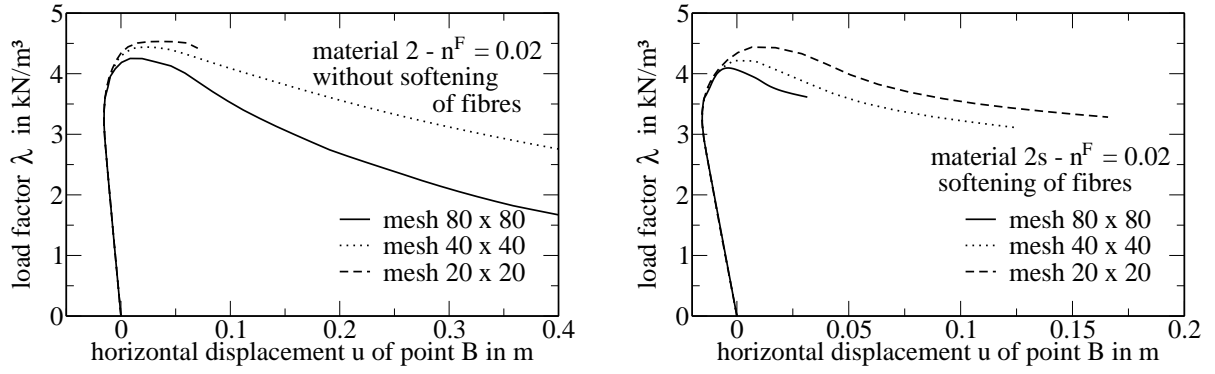 5
4
3
2
1
0
load factor λ in kN/m³
material 2 - n^F = 0.02
without softening
of fibres
mesh 80 x 80
mesh 40 x 40
mesh 20 x 20
0
0.1
0.2
0.3
0.4
horizontal displacement u of point B in m
5
4
3
2
1
0
load factor λ in kN/m³
material 2s - n^F = 0.02
softening of fibres
mesh 80 x 80
mesh 40 x 40
mesh 20 x 20
0
0.05
0.1
0.15
0.2
horizontal displacement u of point B in m